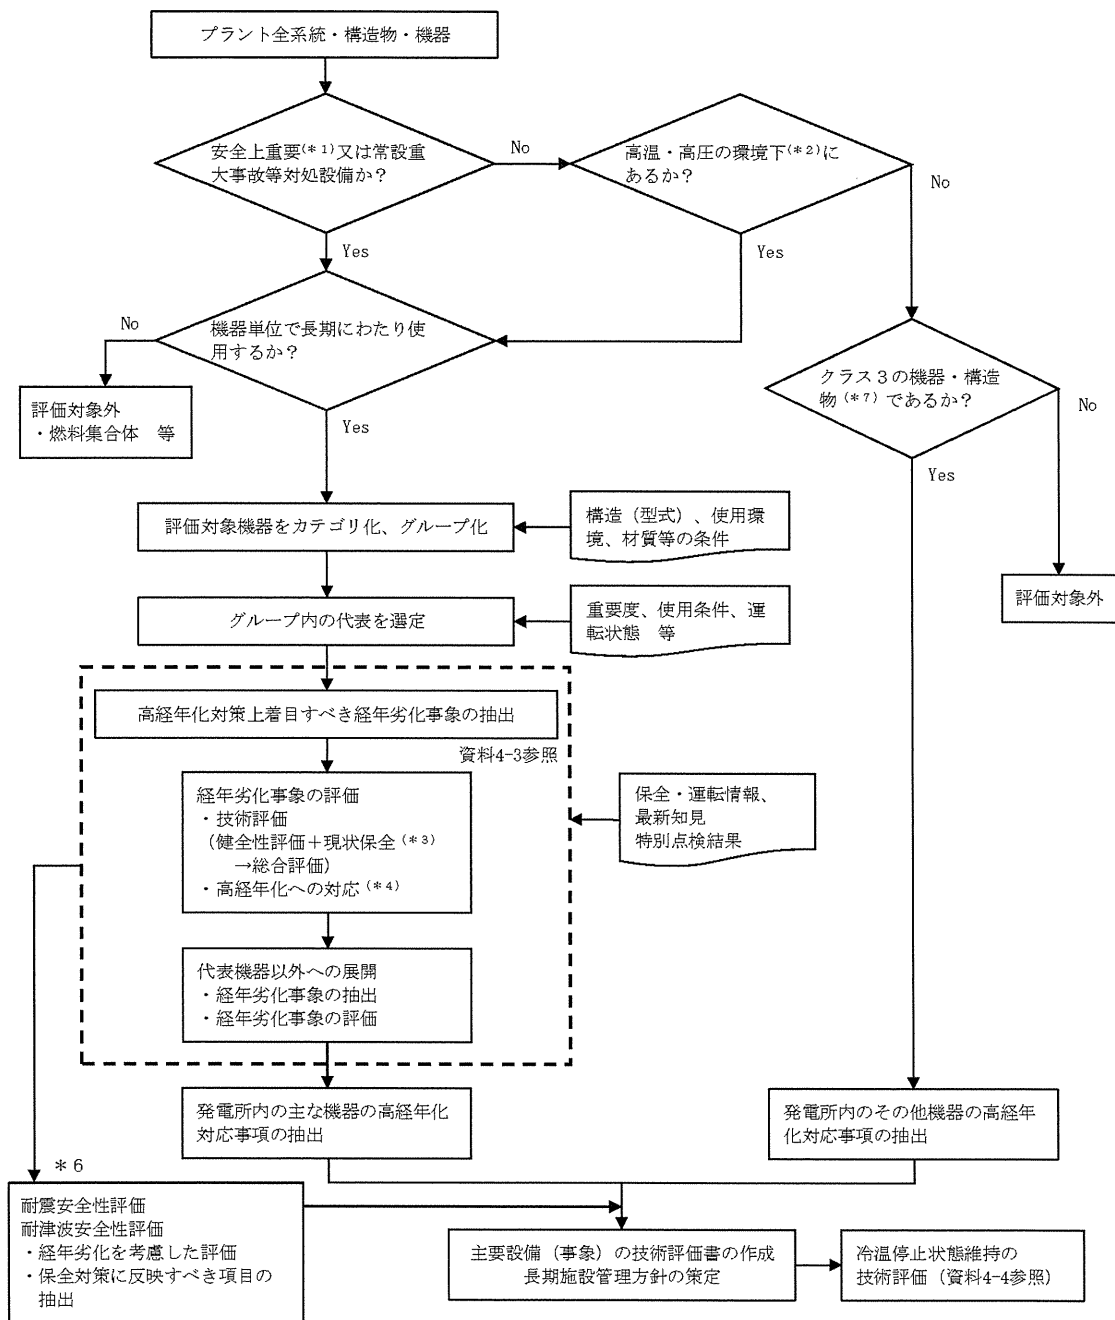 プラント全系統・構造物・機器
安全上重要(*1)又は常設重
大事故等対処設備か？
No
高温・高圧の環境下(*2)に
あるか？
No
Yes
Yes
機器単位で長期にわたり使
用するか？
No
評価対象外
・燃料集合体　等
Yes
クラス３の機器・構造
物(*7)であるか？
No
Yes
評価対象機器をカテゴリ化、グループ化
構造（型式）、使用環
境、材質等の条件
評価対象外
グループ内の代表を選定
重要度、使用条件、運
転状態　等
高経年化対策上着目すべき経年劣化事象の抽出
資料4-3参照
経年劣化事象の評価
・技術評価
（健全性評価＋現状保全(*3)
→総合評価）
・高経年化への対応(*4)
保全・運転情報、
最新知見
特別点検結果
代表機器以外への展開
・経年劣化事象の抽出
・経年劣化事象の評価
発電所内の主な機器の高経年化
対応事項の抽出
発電所内のその他機器の高経年
化対応事項の抽出
＊６
耐震安全性評価
耐津波安全性評価
・経年劣化を考慮した評価
・保全対策に反映すべき項目の
抽出
主要設備（事象）の技術評価書の作成
長期施設管理方針の策定
冷温停止状態維持の
技術評価（資料4-4参照）